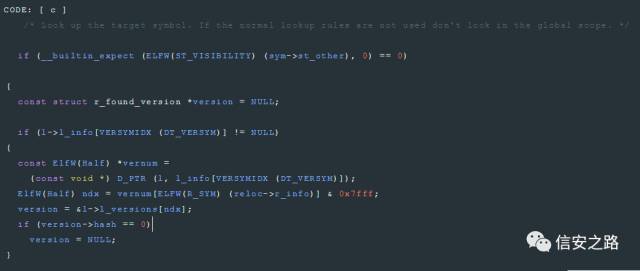 CODE: [ c ]
/* Look up the target symbol. If the normal lookup rules are not used don't look in the global scope. */
if (__builtin_expect (ELFW(ST_VISIBILITY) (sym->st_other), 0) == 0)
{
const struct r_found_version *version = NULL;
if (l->l_info[VERSYMIDX (DT_VERSYM)] != NULL)
{
const ElfW(Half) *vernum =
(const void *) D_PTR (l, l_info[VERSYMIDX (DT_VERSYM)]);
ElfW(Half) ndx = vernum[ELFW(R_SYM) (reloc->r_info)] & 0x7fff;
version = &l->l_versions[ndx];
if (version->hash == 0)
version = NULL;
}
信安之路